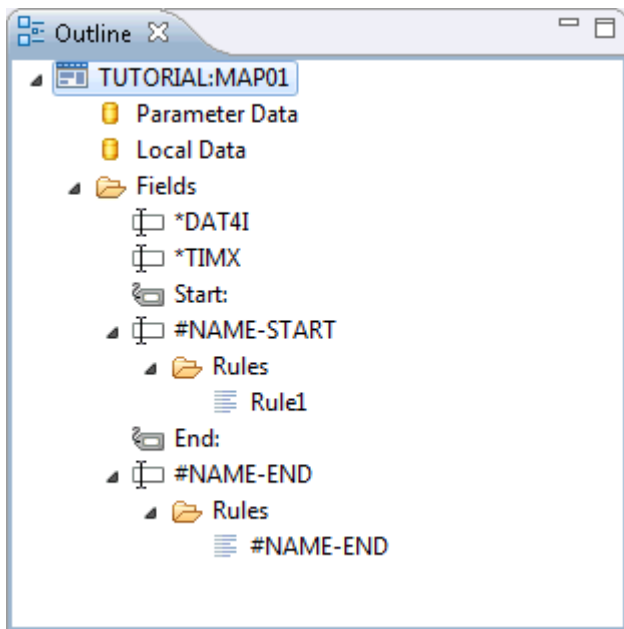 Outline
TUTORIAL:MAP01
Parameter Data
Local Data
Fields
*DAT4I
*TIMX
Start:
#NAME-START
Rules
Rule1
End:
#NAME-END
Rules
#NAME-END